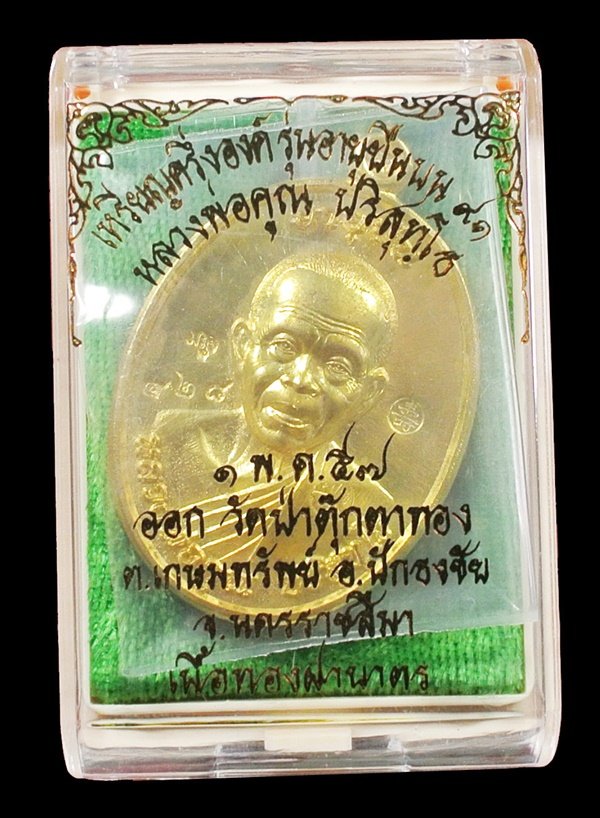 เหรียญครึ่งองค์ รุ่นอายุยืนบน ๙๑
หลวงพ่อคูณ ปริสุทฺโธ
๕๒๘
๑ พ.ค.๕๗
ออก วัดป่าตุ๊กตาทอง
ต.เกษมทรัพย์ อ.ปักธงชัย
จ.นครราชสีมา
เนื้อทองฝาบาตร